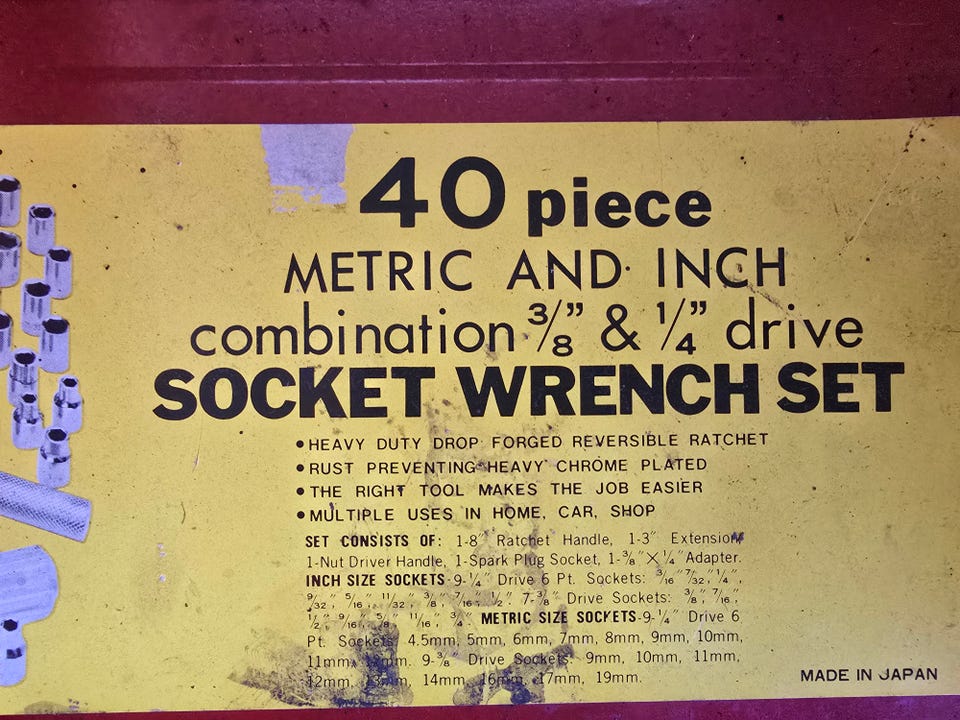 40 piece
METRIC AND INCH
combination 3/8" & 1/4" drive
SOCKET WRENCH SET
• HEAVY DUTY DROP FORGED REVERSIBLE RATCHET
• RUST PREVENTING HEAVY CHROME PLATED
• THE RIGHT TOOL MAKES THE JOB EASIER
• MULTIPLE USES IN HOME, CAR, SHOP
SET CONSISTS OF: 1-8" Ratchet Handle, 1-3" Extension
1-Nut Driver Handle, 1-Spark Plug Socket, 1-3/8" X 1/4" Adapter.
INCH SIZE SOCKETS-9-1/4" Drive 6 Pt. Sockets: 3/16" 7/32", 1/4",
9/32", 5/16", 11/32", 3/8", 7/16", 1/2". 7-3/8" Drive Sockets: 3/8", 7/16",
1/2", 9/16", 5/8", 11/16", 3/4". METRIC SIZE SOCKETS-9-1/4" Drive 6
Pt. Sockets: 4.5mm, 5mm, 6mm, 7mm, 8mm, 9mm, 10mm,
11mm, 12mm. 9-3/8 Drive Sockets: 9mm, 10mm, 11mm,
12mm, 13mm, 14mm, 16mm, 17mm, 19mm.
MADE IN JAPAN